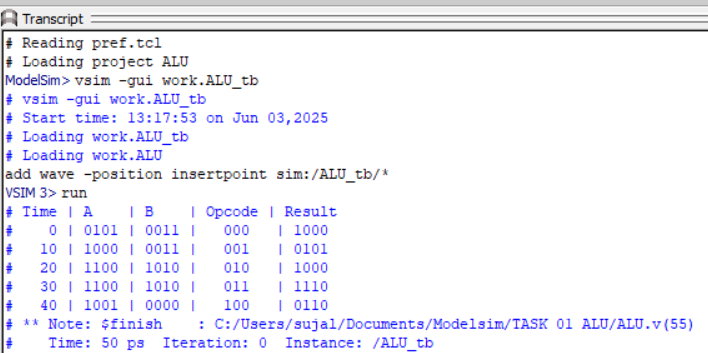 Transcript
# Reading pref.tcl
# Loading project ALU
ModelSim> vsim -gui work.ALU_tb
# vsim -gui work.ALU_tb
# Start time: 13:17:53 on Jun 03,2025
# Loading work.ALU_tb
# Loading work.ALU
add wave -position insertpoint sim:/ALU_tb/*
VSIM 3> run
# Time | A    | B    | Opcode | Result
#    0 | 0101 | 0011 |  000   | 1000
#   10 | 1000 | 0011 |  001   | 0101
#   20 | 1100 | 1010 |  010   | 1000
#   30 | 1100 | 1010 |  011   | 1110
#   40 | 1001 | 0000 |  100   | 0110
# ** Note: $finish    : C:/Users/sujal/Documents/Modelsim/TASK 01 ALU/ALU.v(55)
#    Time: 50 ps  Iteration: 0  Instance: /ALU_tb